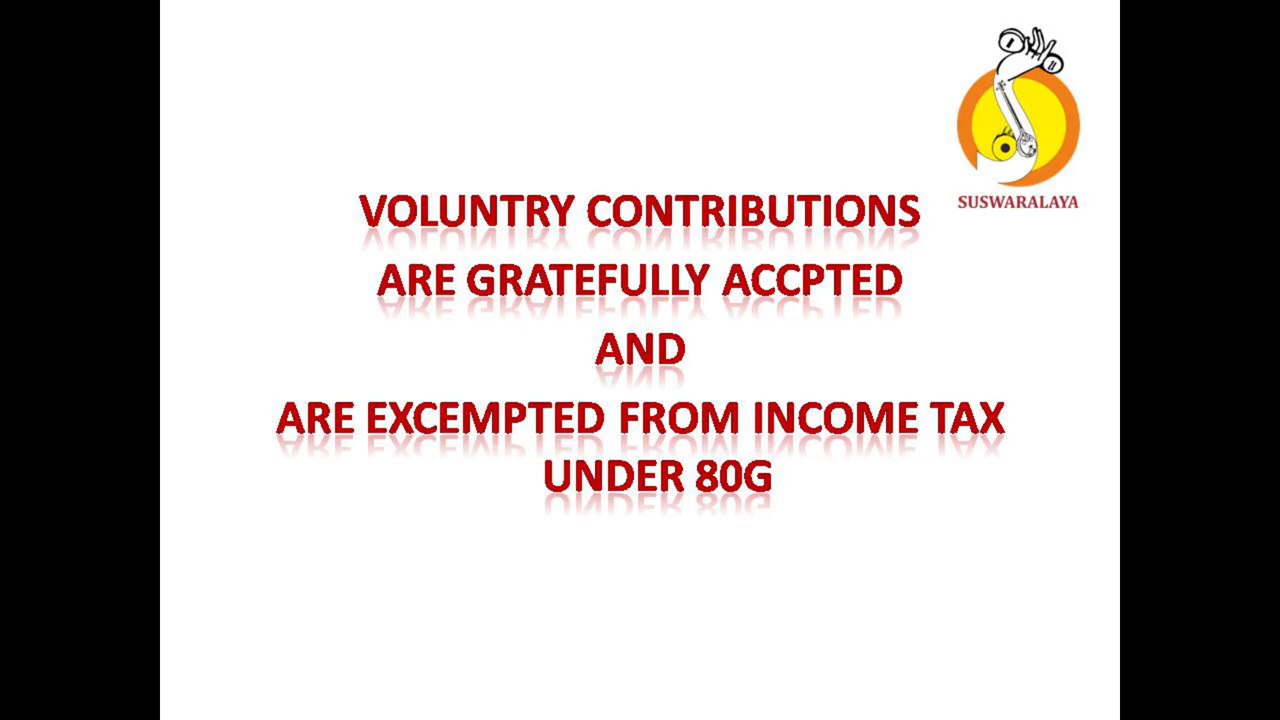 SUSWARALAYA
VOLUNTRY CONTRIBUTIONS
ARE GRATEFULLY ACCPTED
AND
ARE EXCEMPTED FROM INCOME TAX
UNDER 80G